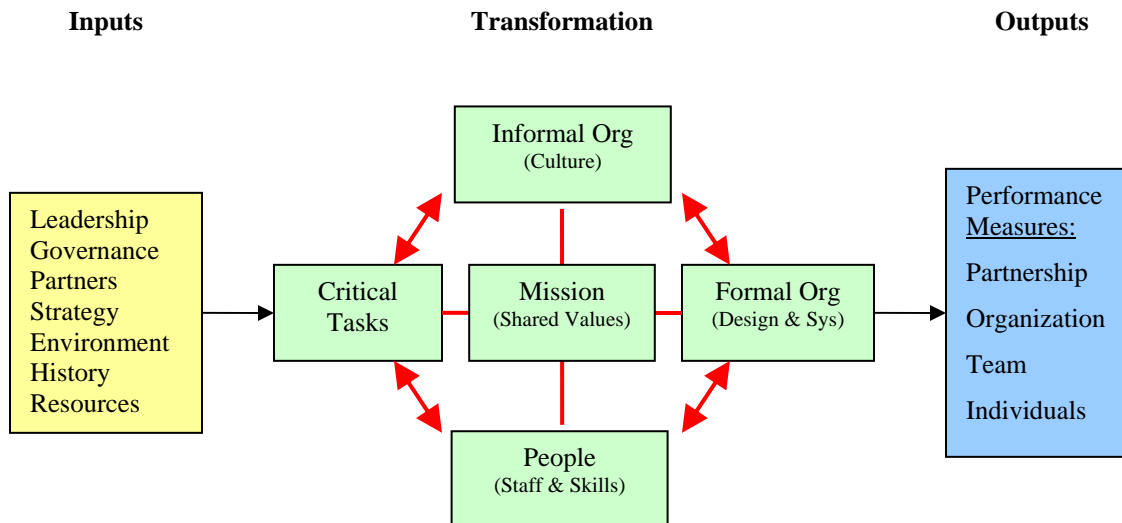 Inputs
Transformation
Outputs
Leadership
Governance
Partners
Strategy
Environment
History
Resources
Informal Org
(Culture)
Critical
Tasks
Mission
(Shared Values)
Formal Org
(Design & Sys)
People
(Staff & Skills)
Performance
Measures:
Partnership
Organization
Team
Individuals